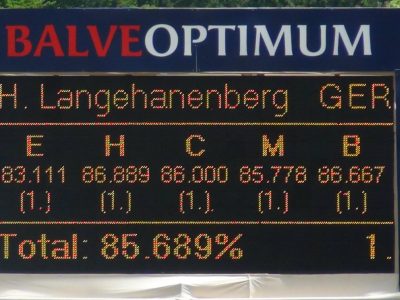 BALVEOPTIMUM
H. Langehanenberg GER
E H C M B
83.111 86.889 86.000 85.778 86.667
(1.) (1.) (1.) (1.) (1.)
Total: 85.689% 1.